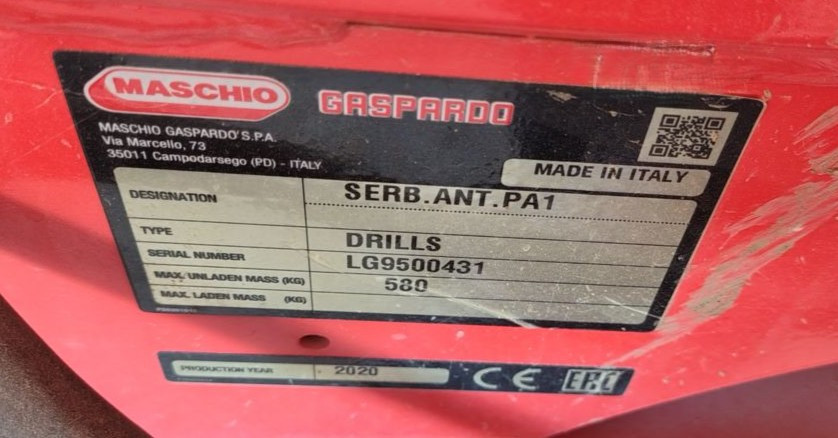 MASCHIO GASPARDO
MASCHIO GASPARDO S.P.A.
Via Marcello, 73
35011 Campodarsego (PD) - ITALY
MADE IN ITALY
DESIGNATION SERB.ANT.PA1
TYPE DRILLS
SERIAL NUMBER LG9500431
MAX. UNLADEN MASS (KG) 580
MAX. LADEN MASS (KG)
PRODUCTION YEAR 2020 CE EAC